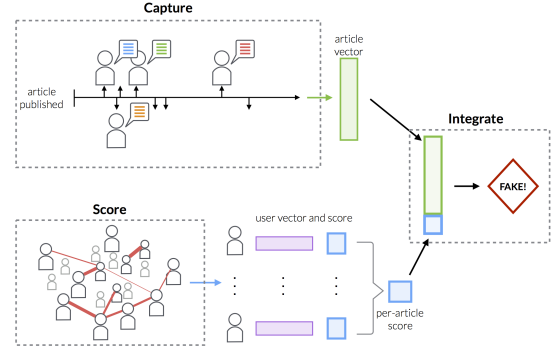 Capture
article
vector
article
published
Integrate
FAKE!
Score
user vector and score
per-article
score